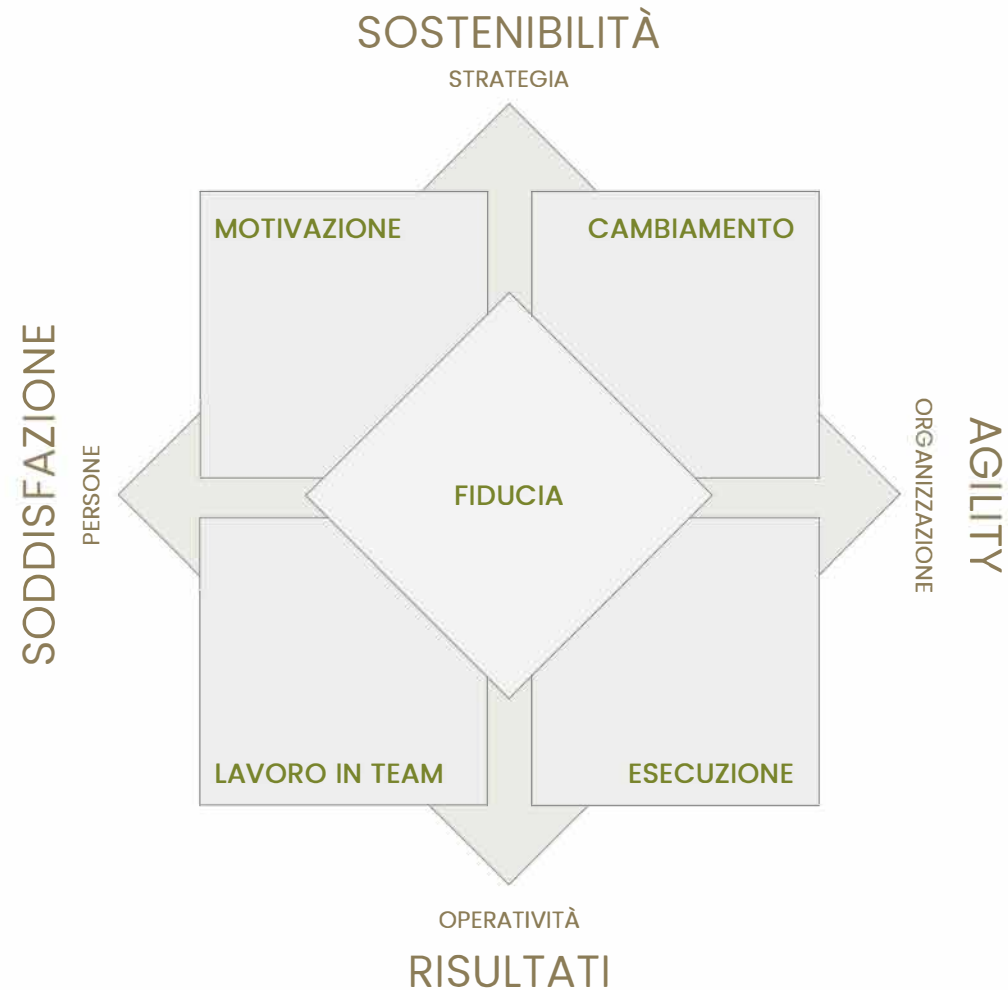 SOSTENIBILITÀ
STRATEGIA
MOTIVAZIONE
CAMBIAMENTO
SODDISFAZIONE
PERSONE
FIDUCIA
ORGANIZZAZIONE
AGILITY
LAVORO IN TEAM
ESECUZIONE
OPERATIVITÀ
RISULTATI